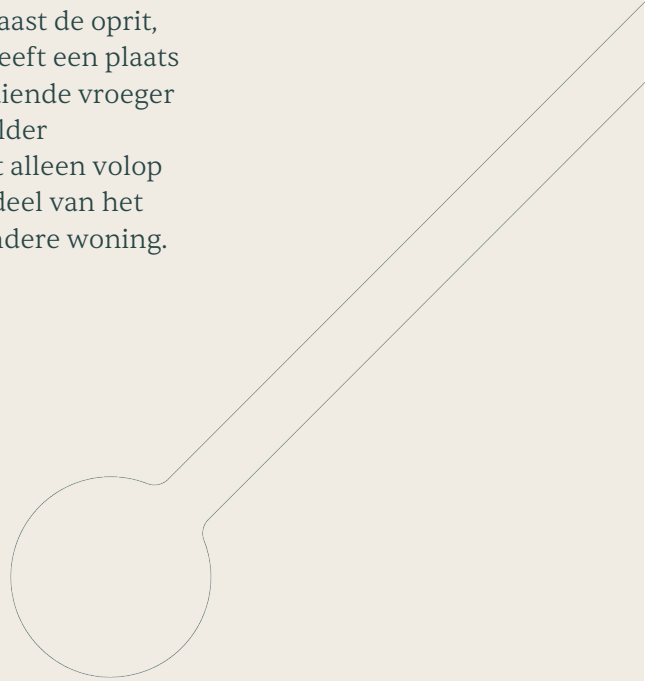 aast de oprit,
eeft een plaats
iende vroeger
lder
t alleen volop
deel van het
ndere woning.